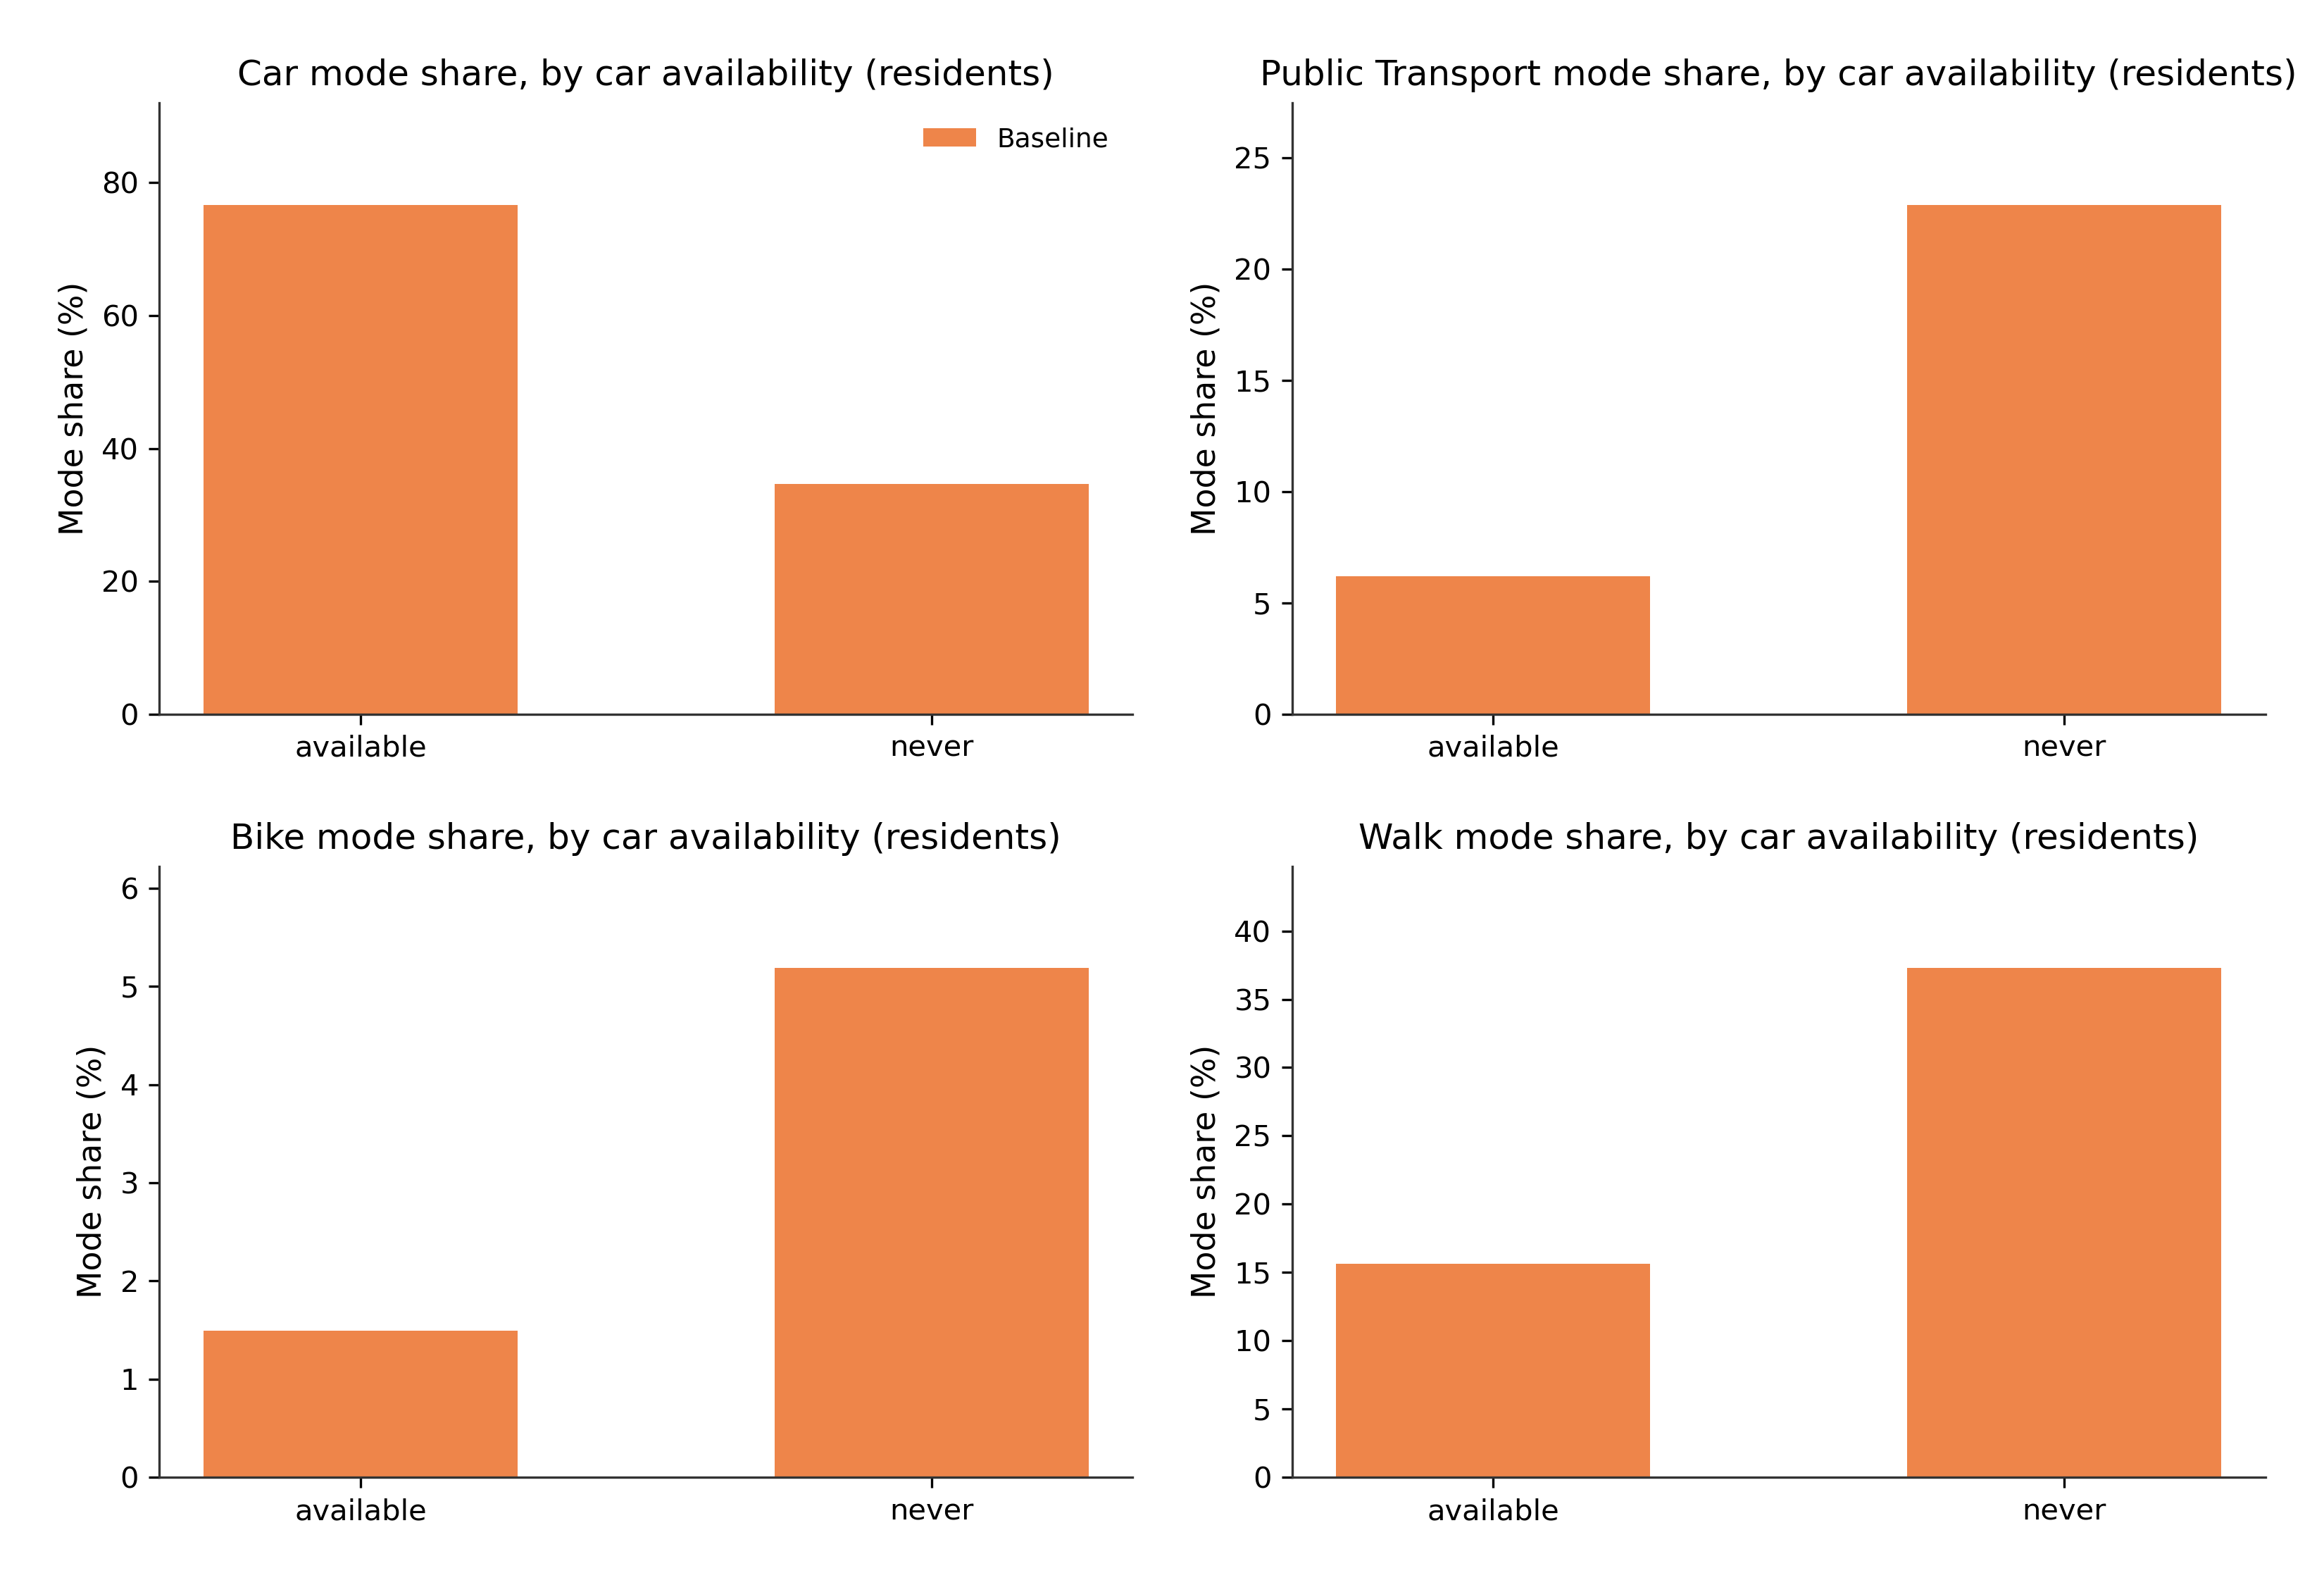 Car mode share, by car availability (residents)
Baseline
Mode share (%)
80
60
40
20
0
available never
Public Transport mode share, by car availability (residents)
Mode share (%)
25
20
15
10
5
0
available never
Bike mode share, by car availability (residents)
Mode share (%)
6
5
4
3
2
1
0
available never
Walk mode share, by car availability (residents)
Mode share (%)
40
35
30
25
20
15
10
5
0
available never